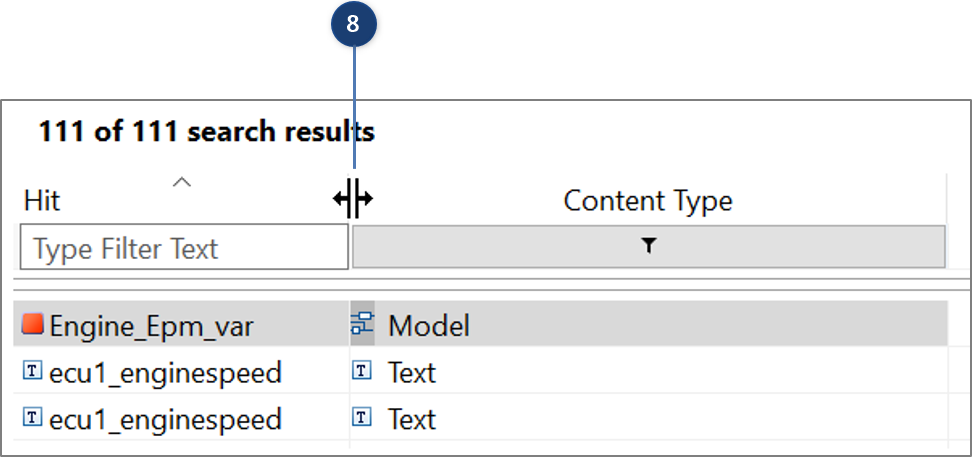 8
111 of 111 search results
Hit Content Type
Type Filter Text
Engine_Epm_var Model
T ecu1_enginespeed T Text
T ecu1_enginespeed T Text